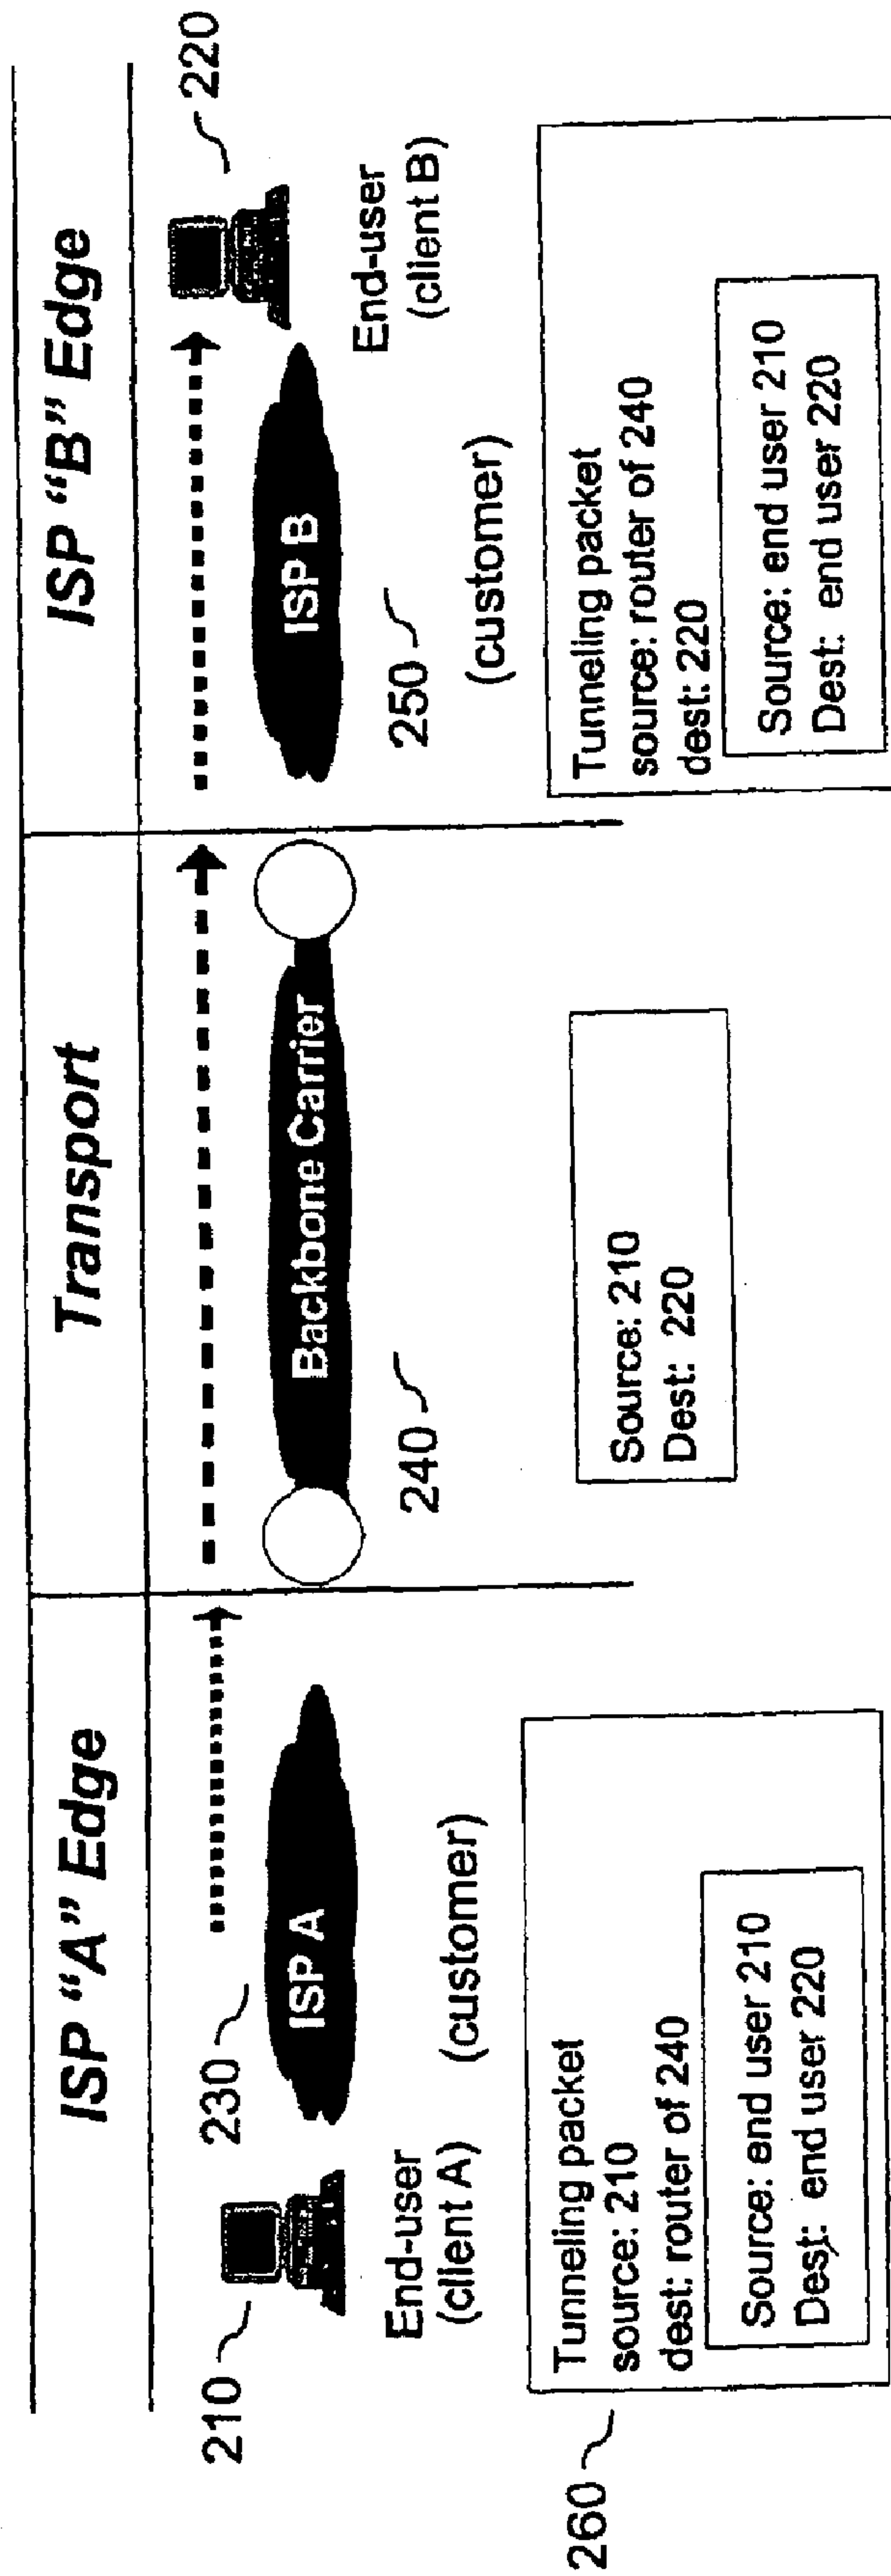 ISP “A” Edge
Transport
ISP “B” Edge
210
230
ISP A
End-user
(client A)
(customer)
Backbone Carrier
240
ISP B
250
(customer)
220
End-user
(client B)
260
Tunneling packet
source: 210
dest: router of 240
Source: end user 210
Dest: end user 220
Source: 210
Dest: 220
Tunneling packet
source: router of 240
dest: 220
Source: end user 210
Dest: end user 220